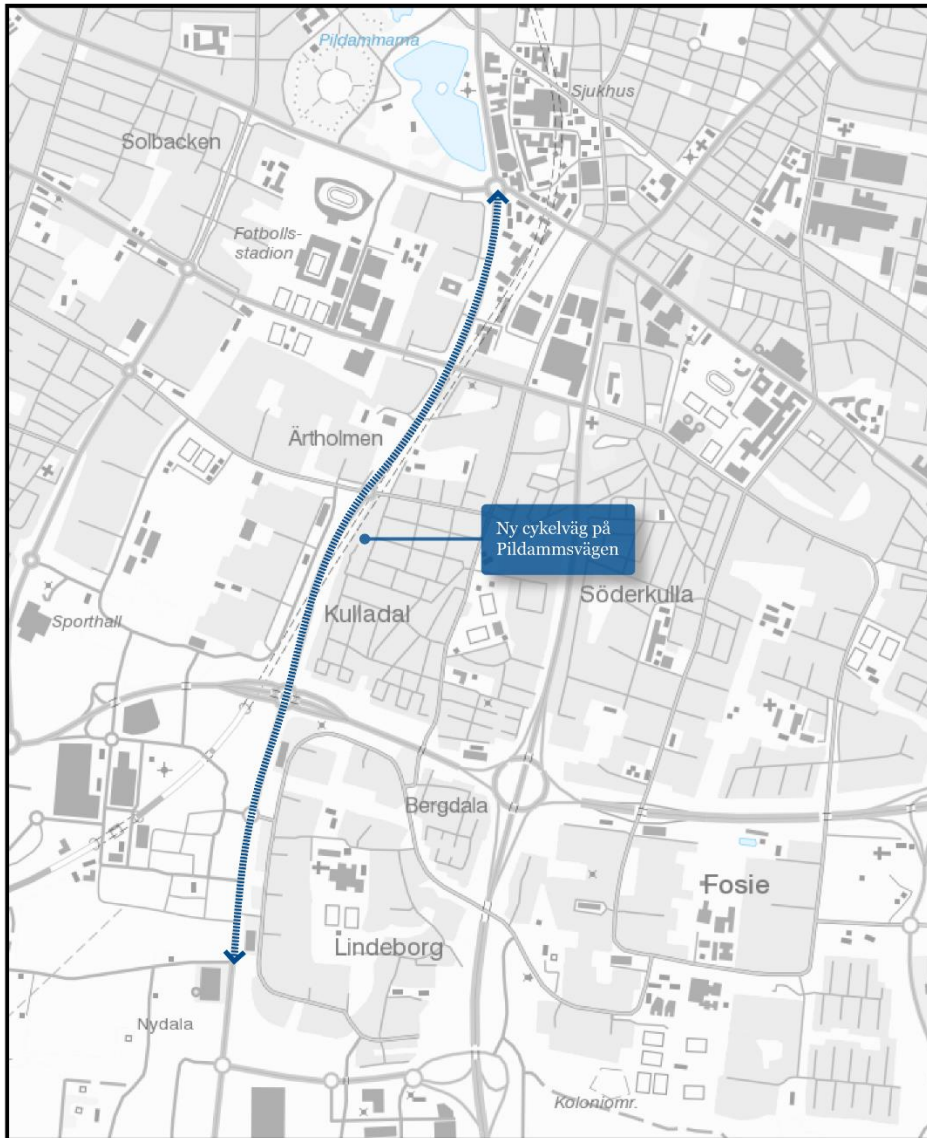 Pildammarna
Sjukhus
Solbacken
Fotbolls-
stadion
Ärtholmen
Ny cykelväg på
Pildammsvägen
Söderkulla
Kulladal
Sporthall
Bergdala
Fosie
Lindeborg
Nydala
Koloniomr.